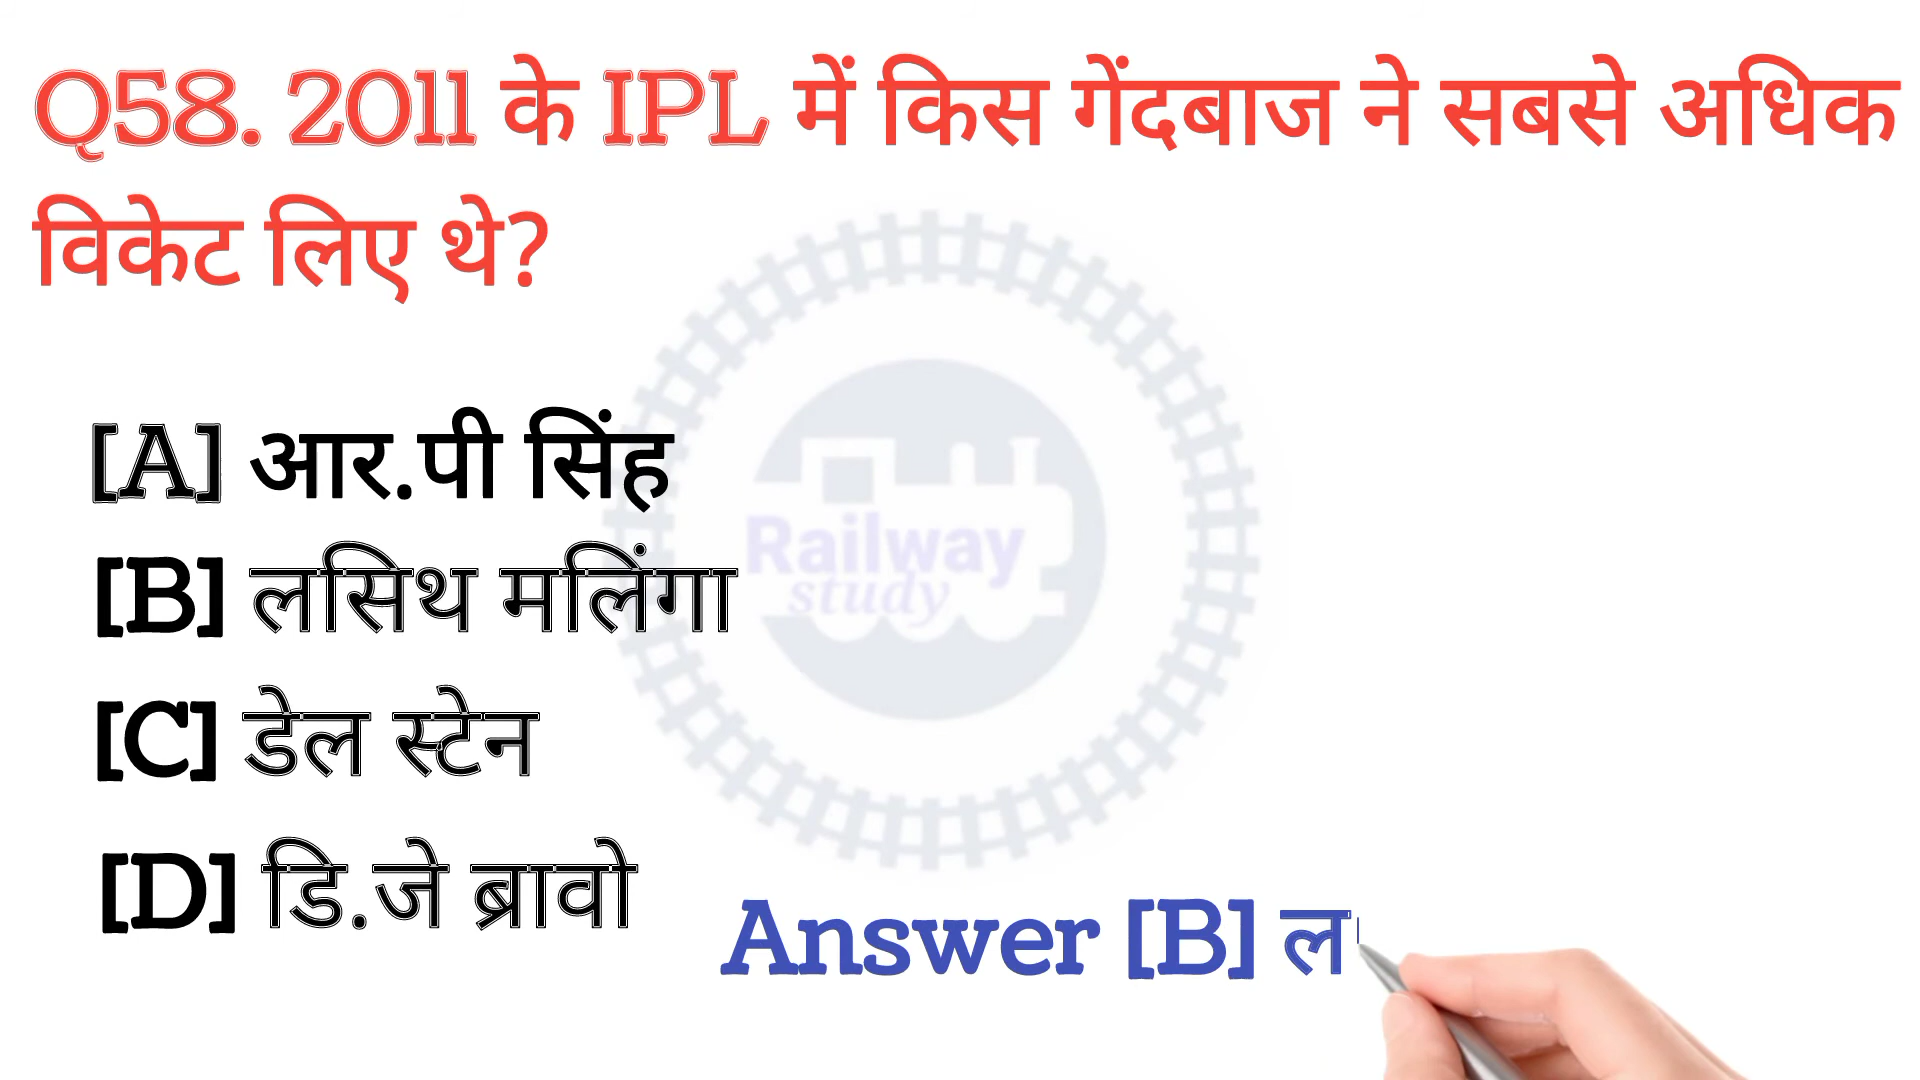 Q58. 2011 के IPL में किस गेंदबाज ने सबसे अधिक
विकेट लिए थे?
[A] आर.पी सिंह
[B] लसिथ मलिंगा
[C] डेल स्टेन
[D] डि.जे ब्रावो
Railway
study
Answer [B] ल